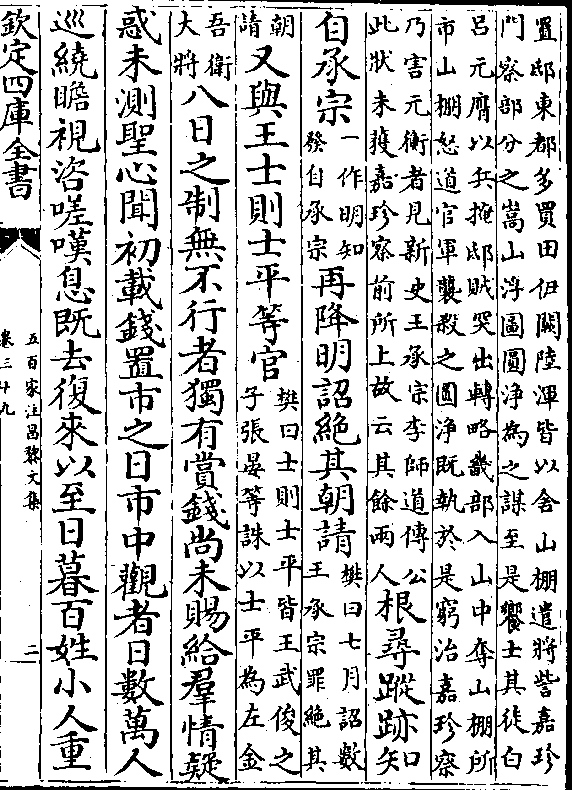 置邸東都多買田伊闕陸渾皆以舍山棚遣將訾嘉珍
門察部分之嵩山浮圖圓淨為之謀至是饗士其徒白
呂元膺以兵掩邸賊突出轉略畿部入山中奪山棚所
市山棚怒道官軍襲殺之圓淨既執於是窮治嘉珍察
乃害元衡者見新史王承宗李師道傳公
此狀未獲嘉珍察前所上故云其餘兩人根尋蹤跡知
自承宗一作明知
發自承宗再降明詔絕其朝請樊曰七月詔數
王承宗罪絕其
朝
請又與王士則士平等官樊曰士則士平皆王武俊之
子張晏等誅以士平為左金
吾衛
大將八日之制無不行者獨有賞錢尚未賜給羣情疑
惑未測聖心聞初載錢置市之日市中觀者日數萬人
巡繞瞻視咨嗟嘆息既去復來以至日暮百姓小人重
欽定四庫全書
五百家注昌黎文集
卷三十九
二